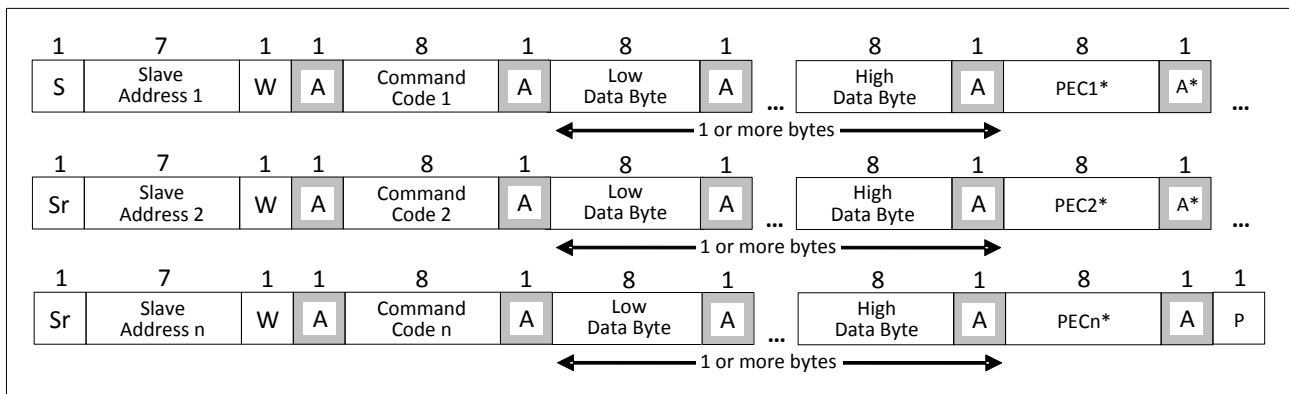 1 7 1 1 8 1 8 1 8 1 8 1
S Slave Address 1 W A Command Code 1 A Low Data Byte A ... High Data Byte A PEC1* A* ...
1 or more bytes
1 7 1 1 8 1 8 1 8 1 8 1
Sr Slave Address 2 W A Command Code 2 A Low Data Byte A ... High Data Byte A PEC2* A* ...
1 or more bytes
1 7 1 1 8 1 8 1 8 1 8 1 1
Sr Slave Address n W A Command Code n A Low Data Byte A ... High Data Byte A PECn* A P
1 or more bytes